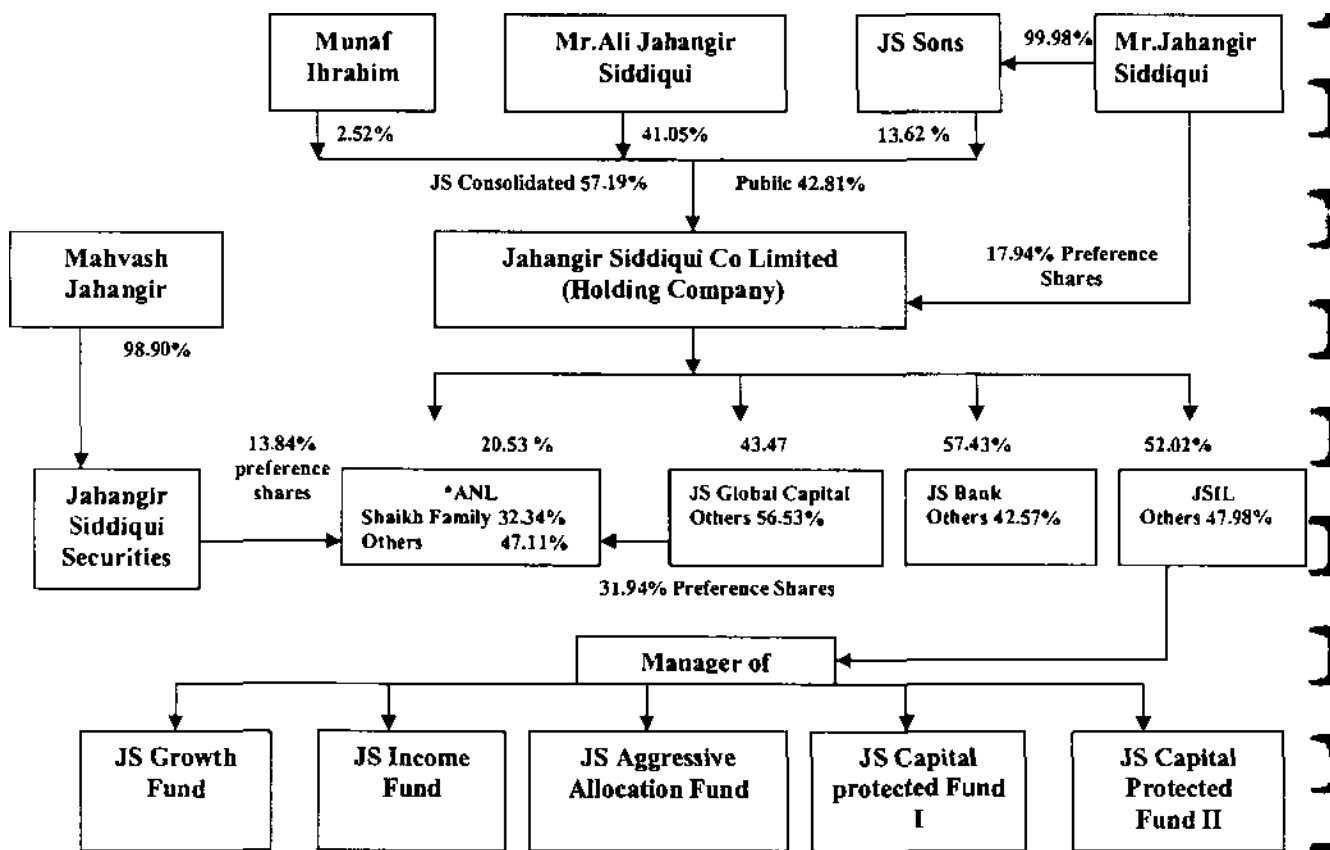 Munaf
Ibrahim
Mr.Ali Jahangir
Siddiqui
JS Sons
99.98%
Mr.Jahangir
Siddiqui
2.52%
41.05%
13.62 %
JS Consolidated 57.19%
Public 42.81%
Mahvash
Jahangir
Jahangir Siddiqui Co Limited
(Holding Company)
17.94% Preference
Shares
98.90%
13.84%
preference
shares
20.53 %
43.47
57.43%
52.02%
Jahangir
Siddiqui
Securities
*ANL
Shaikh Family 32.34%
Others 47.11%
JS Global Capital
Others 56.53%
JS Bank
Others 42.57%
JSIL
Others 47.98%
31.94% Preference Shares
Manager of
JS Growth
Fund
JS Income
Fund
JS Aggressive
Allocation Fund
JS Capital
protected Fund
I
JS Capital
Protected
Fund II